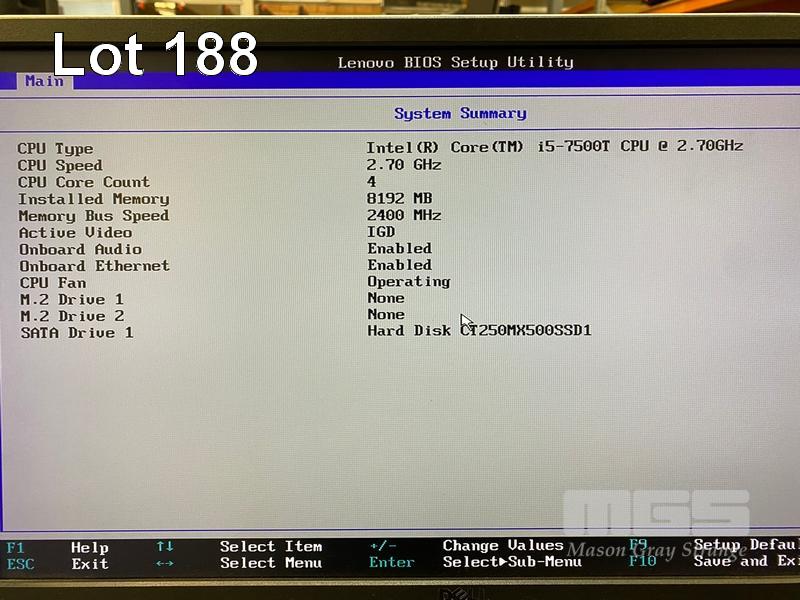 Lot 188
Lenovo BIOS Setup Utility
Main
System Summary
CPU Type Intel(R) Core(TM) i5-7500T CPU @ 2.70GHz
CPU Speed 2.70 GHz
CPU Core Count 4
Installed Memory 8192 MB
Memory Bus Speed 2400 MHz
Active Video IGD
Onboard Audio Enabled
Onboard Ethernet Enabled
CPU Fan Operating
M.2 Drive 1 None
M.2 Drive 2 None
SATA Drive 1 Hard Disk CT250MX500SSD1
MGS
Mason Gray Strange
F1 Help ↑↓ Select Item +/- Change Values F9 Setup Defau
ESC Exit ←→ Select Menu Enter Select▶Sub-Menu F10 Save and Exi
DELL